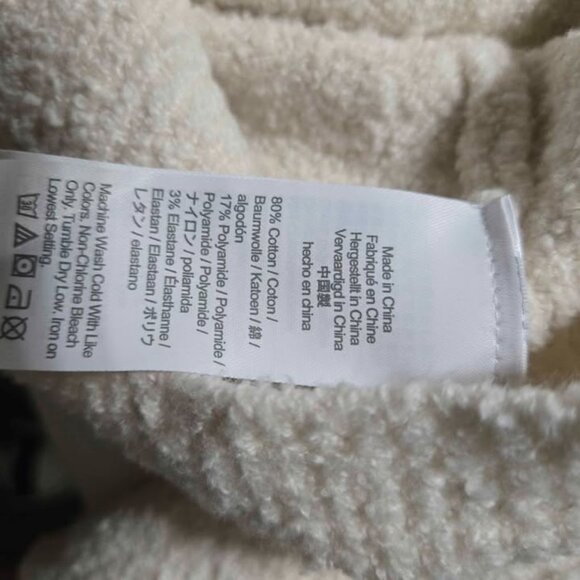 Made in China
Fabriqué en Chine
Hergestellt in China
Vervaardigd in China
中国製
hecho en china
80% Cotton / Coton /
Baumwolle / Katoen / 綿 /
algodón
17% Polyamide / Polyamide /
Polyamide / Polyamide /
ナイロン / poliamida
3% Elastane / Élasthanne /
Elastan / Elastaan / ポリウ
レタン / elastano
Machine Wash Cold With Like
Colors. Non-Chlorine Bleach
Only. Tumble Dry Low. Iron on
Lowest Setting.